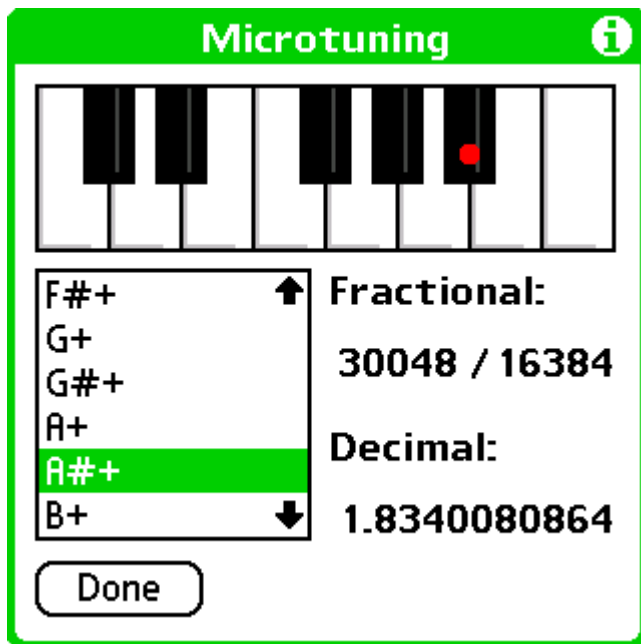 Microtuning
F#+
G+
G#+
A+
A#+
B+
Fractional:
30048 / 16384
Decimal:
1.8340080864
Done